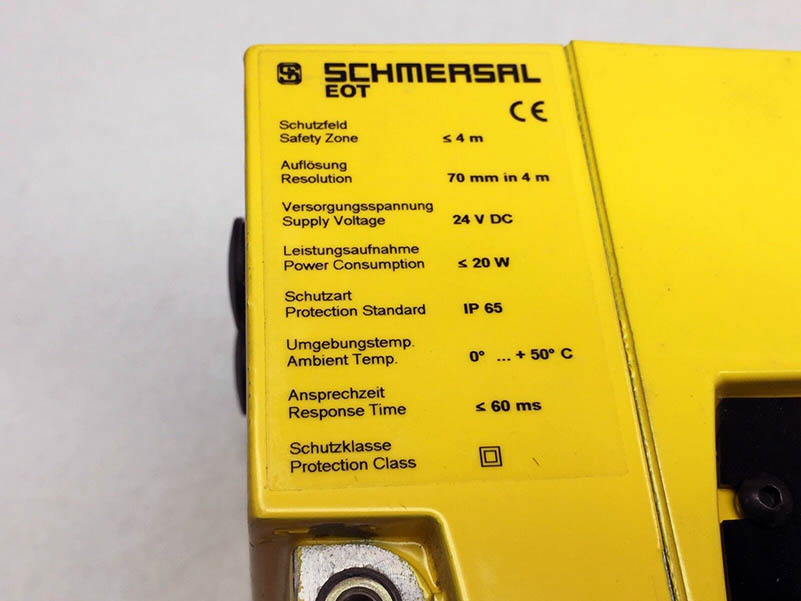 SCHMERSAL
EOT
CE
Schutzfeld
Safety Zone ≤ 4 m
Auflösung
Resolution 70 mm in 4 m
Versorgungsspannung
Supply Voltage 24 V DC
Leistungsaufnahme
Power Consumption ≤ 20 W
Schutzart
Protection Standard IP 65
Umgebungstemp.
Ambient Temp. 0° ... + 50° C
Ansprechzeit
Response Time ≤ 60 ms
Schutzklasse
Protection Class